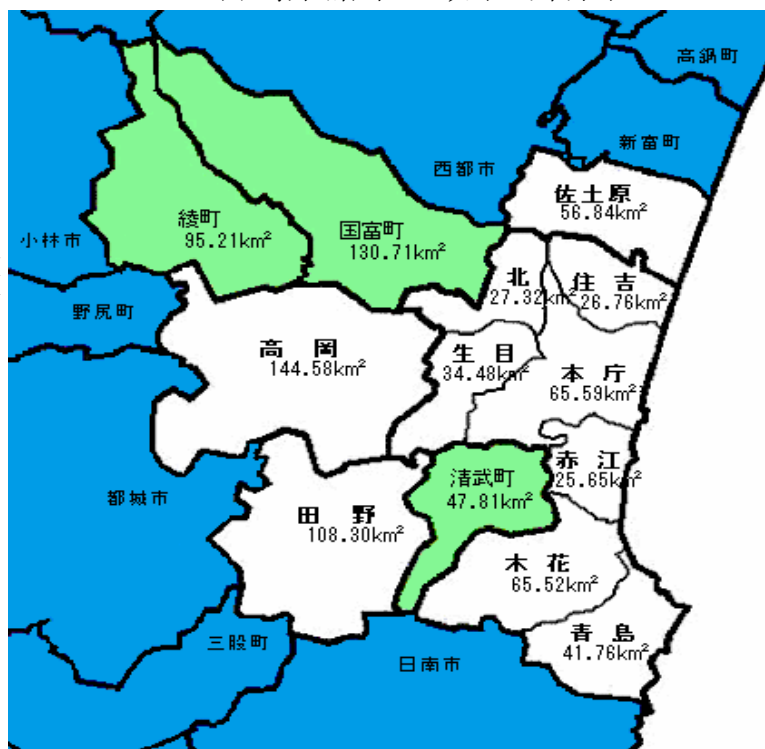 高鍋町
新富町
西都市
佐土原
56.84km²
綾町
95.21km²
国富町
130.71km²
小林市
北
27.32km²
住吉
26.76km²
野尻町
高岡
144.58km²
生目
34.48km²
本庁
65.59km²
赤江
25.65km²
清武町
47.81km²
都城市
田野
108.30km²
木花
65.52km²
青島
41.76km²
三股町
日南市